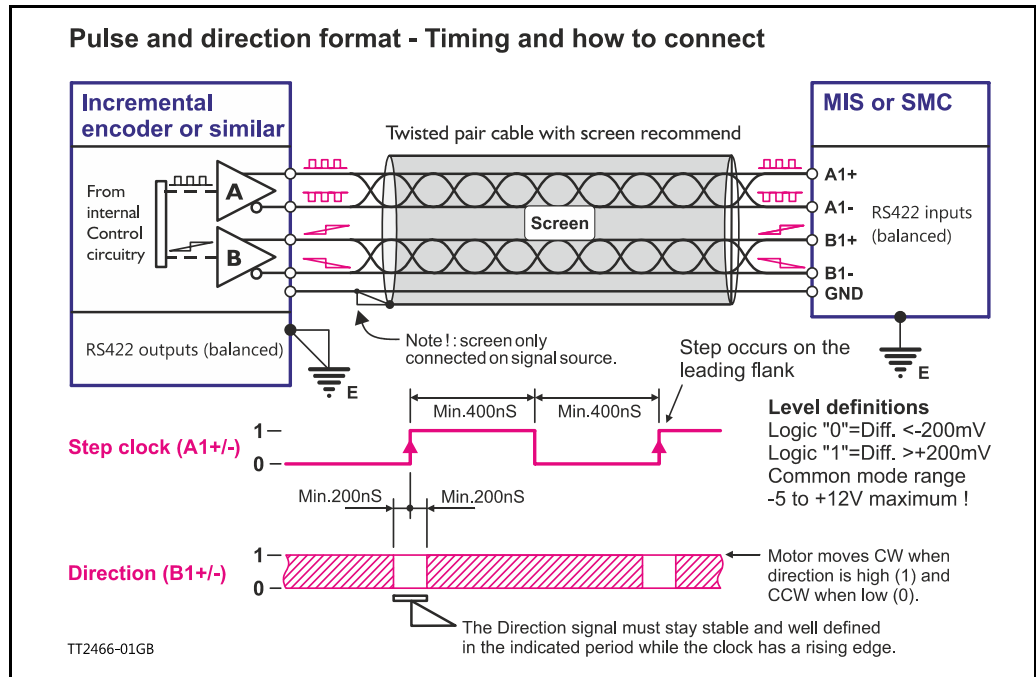 Pulse and direction format - Timing and how to connect
Incremental
encoder or similar
MIS or SMC
Twisted pair cable with screen recommend
From
internal
Control
circuitry
A
B
Screen
A1+
A1-
B1+
B1-
GND
RS422 inputs
(balanced)
RS422 outputs (balanced)
E
Note!: screen only
connected on signal source.
E
Step occurs on the
leading flank
Min.400nS
Min.400nS
Step clock (A1+/-)
1
0
Level definitions
Logic "0"=Diff. <-200mV
Logic "1"=Diff. >+200mV
Common mode range
-5 to +12V maximum !
Min.200nS
Min.200nS
Direction (B1+/-)
1
0
Motor moves CW when
direction is high (1) and
CCW when low (0).
The Direction signal must stay stable and well defined
in the indicated period while the clock has a rising edge.
TT2466-01GB